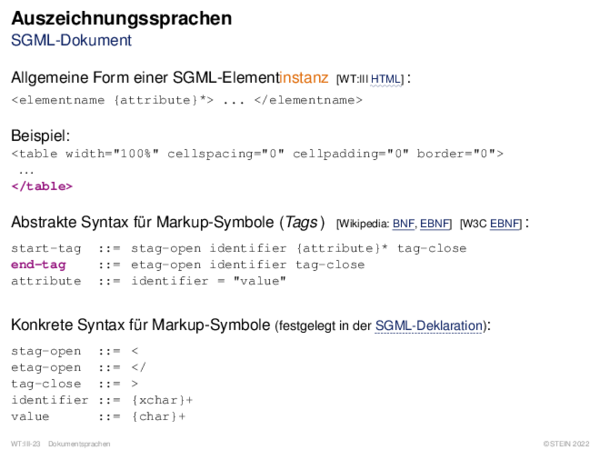 Auszeichnungssprachen
SGML-Dokument
Allgemeine Form einer SGML-Elementinstanz [WT:III HTML] :
<elementname {attribute}*> ... </elementname>
Beispiel:
<table width="100%" cellspacing="0" cellpadding="0" border="0">
...
</table>
Abstrakte Syntax für Markup-Symbole (Tags) [Wikipedia: BNF, EBNF] [W3C EBNF] :
start-tag ::= stag-open identifier {attribute}* tag-close
end-tag ::= etag-open identifier tag-close
attribute ::= identifier = "value"
Konkrete Syntax für Markup-Symbole (festgelegt in der SGML-Deklaration):
stag-open ::= <
etag-open ::= </
tag-close ::= >
identifier ::= {xchar}+
value ::= {char}+
WT:III-23 Dokumentsprachen ©STEIN 2022